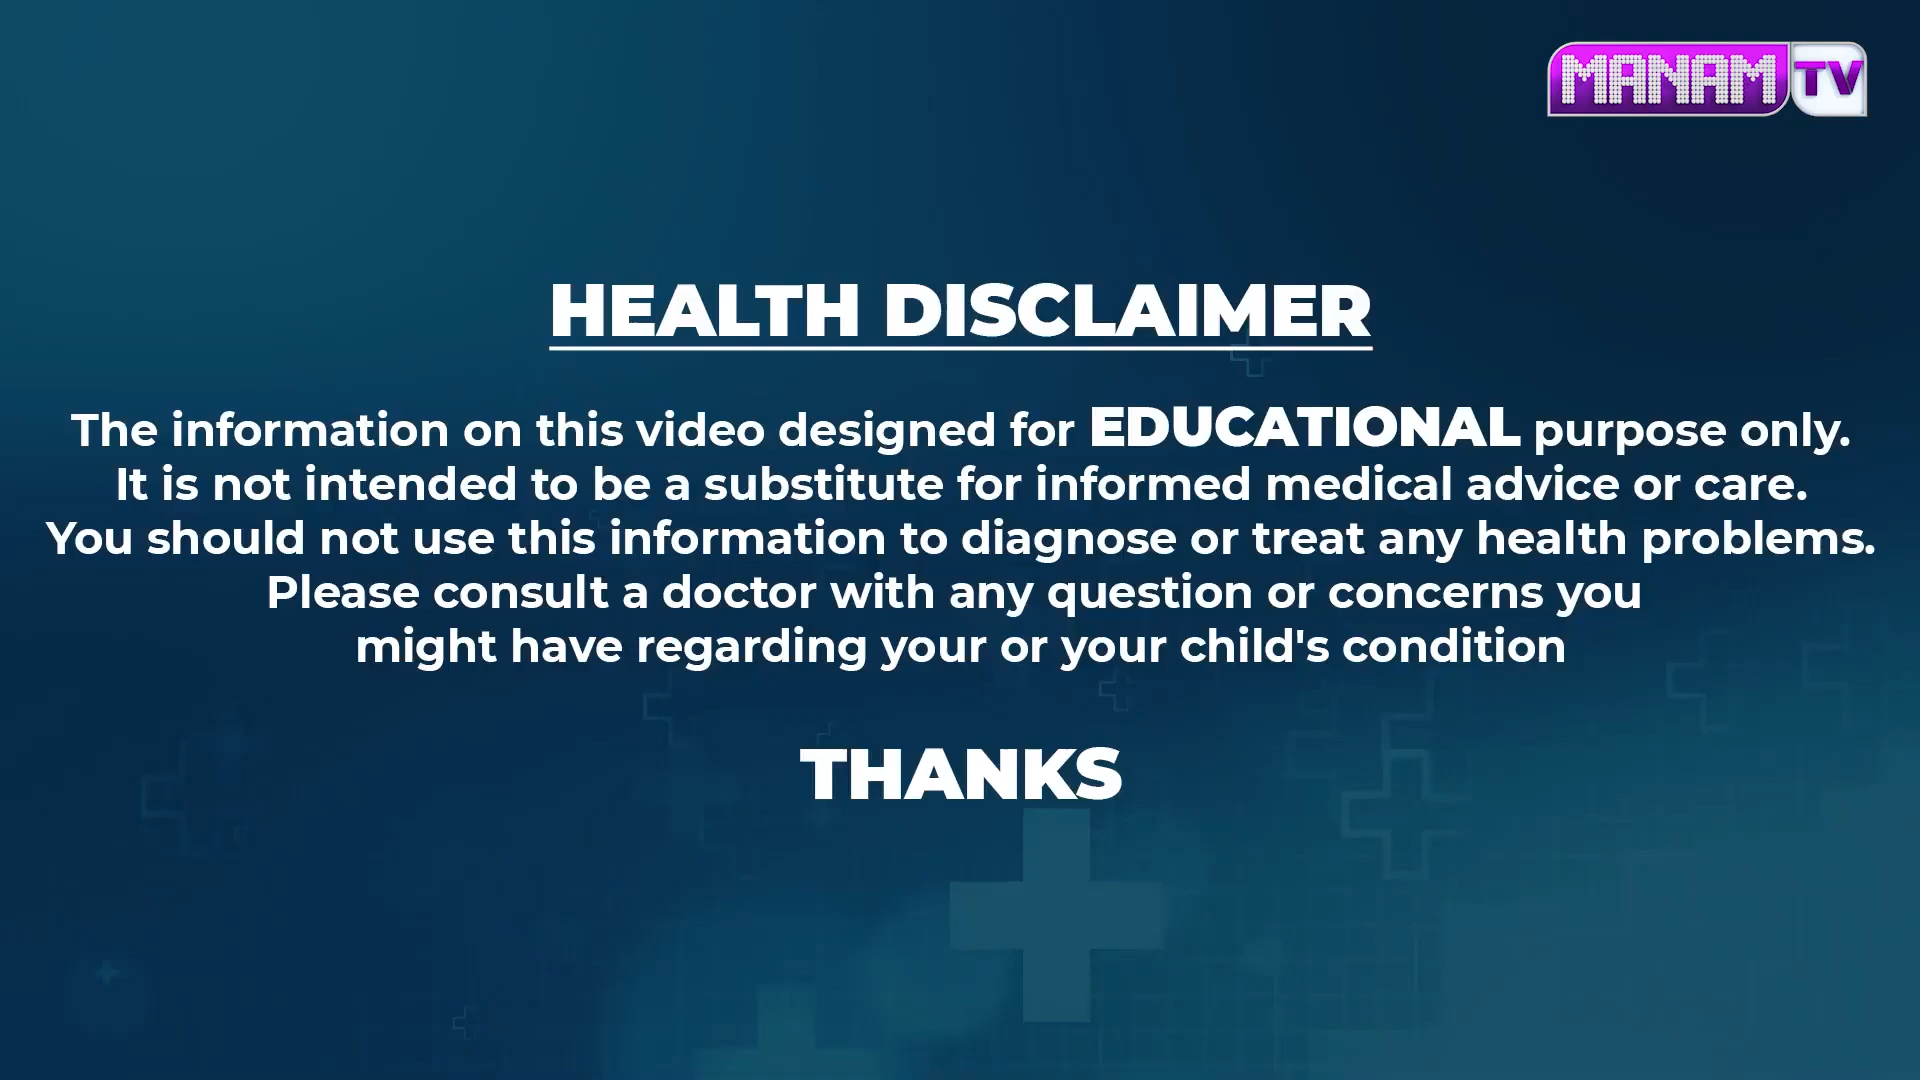 MANAM TV
HEALTH DISCLAIMER
The information on this video designed for EDUCATIONAL purpose only.
It is not intended to be a substitute for informed medical advice or care.
You should not use this information to diagnose or treat any health problems.
Please consult a doctor with any question or concerns you
might have regarding your or your child's condition
THANKS